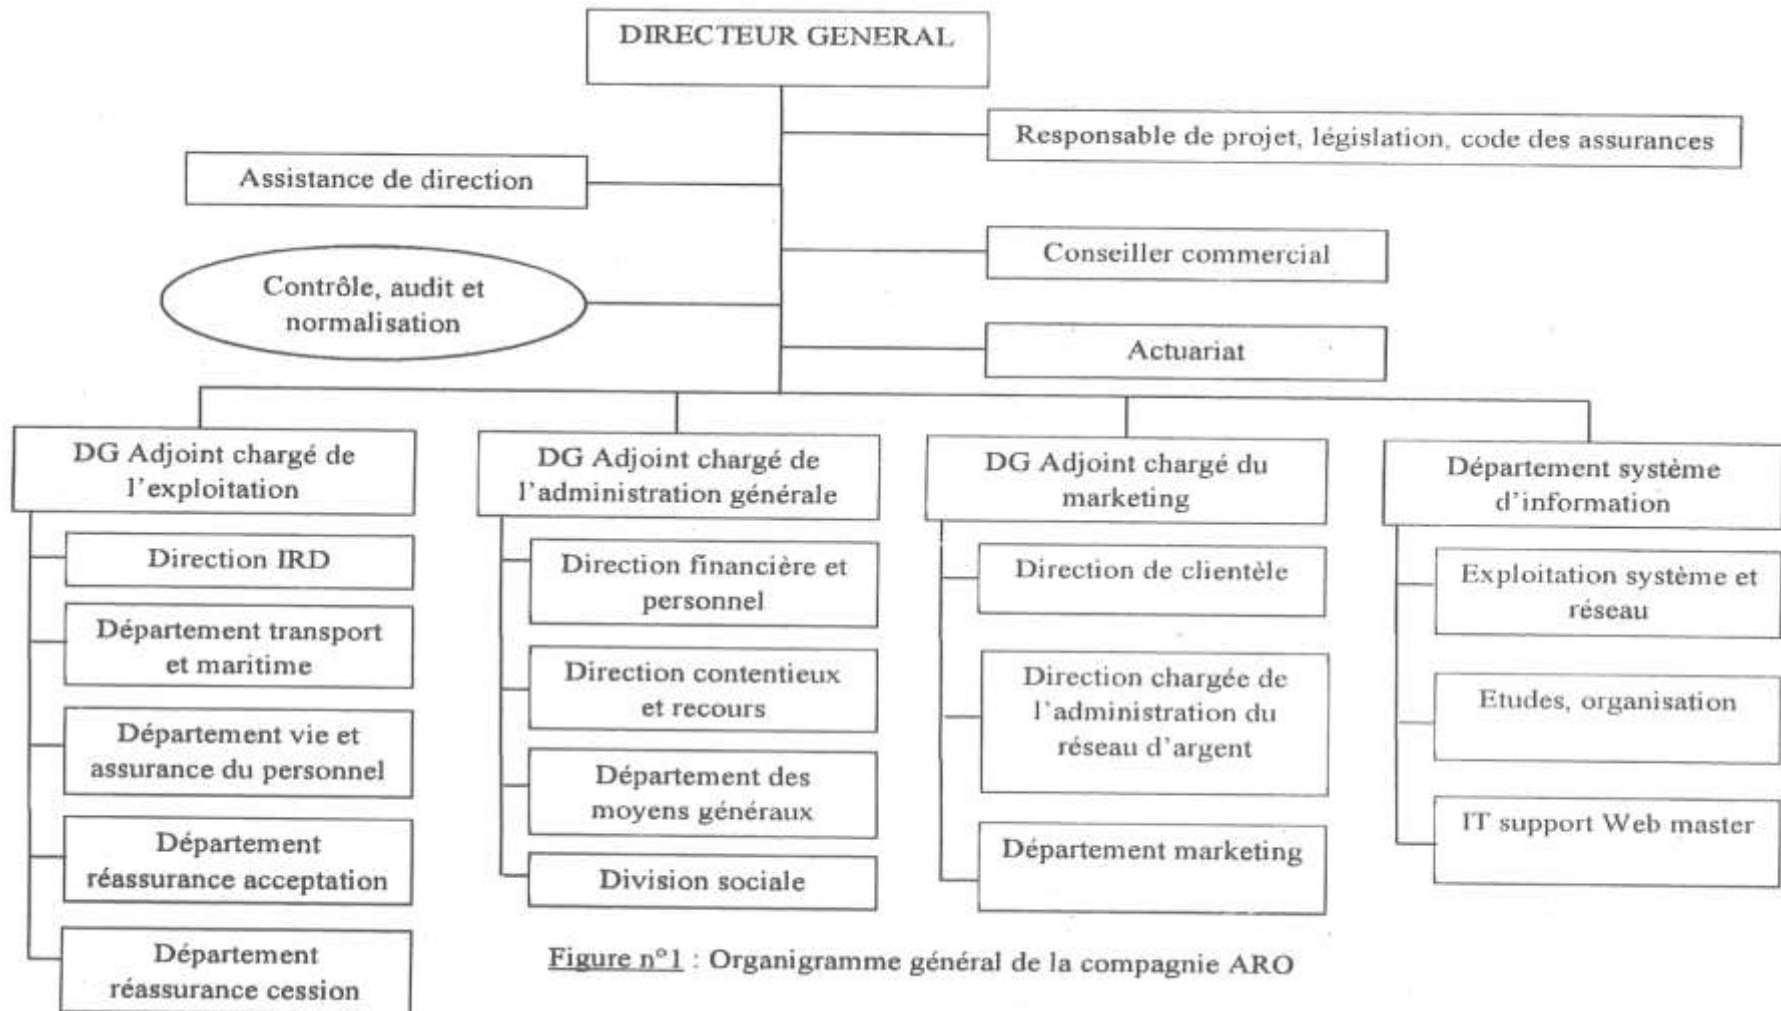 DIRECTEUR GENERAL
Responsable de projet, législation, code des assurances
Assistance de direction
Conseiller commercial
Contrôle, audit et
normalisation
Actuariat
DG Adjoint chargé de
l'exploitation
Direction IRD
Département transport
et maritime
Département vie et
assurance du personnel
Département
réassurance acceptation
Département
réassurance cession
DG Adjoint chargé de
l'administration générale
Direction financière et
personnel
Direction contentieux
et recours
Département des
moyens généraux
Division sociale
DG Adjoint chargé du
marketing
Direction de clientèle
Direction chargée de
l'administration du
réseau d'argent
Département marketing
Département système
d'information
Exploitation système et
réseau
Etudes, organisation
IT support Web master
Figure n°1 : Organigramme général de la compagnie ARO